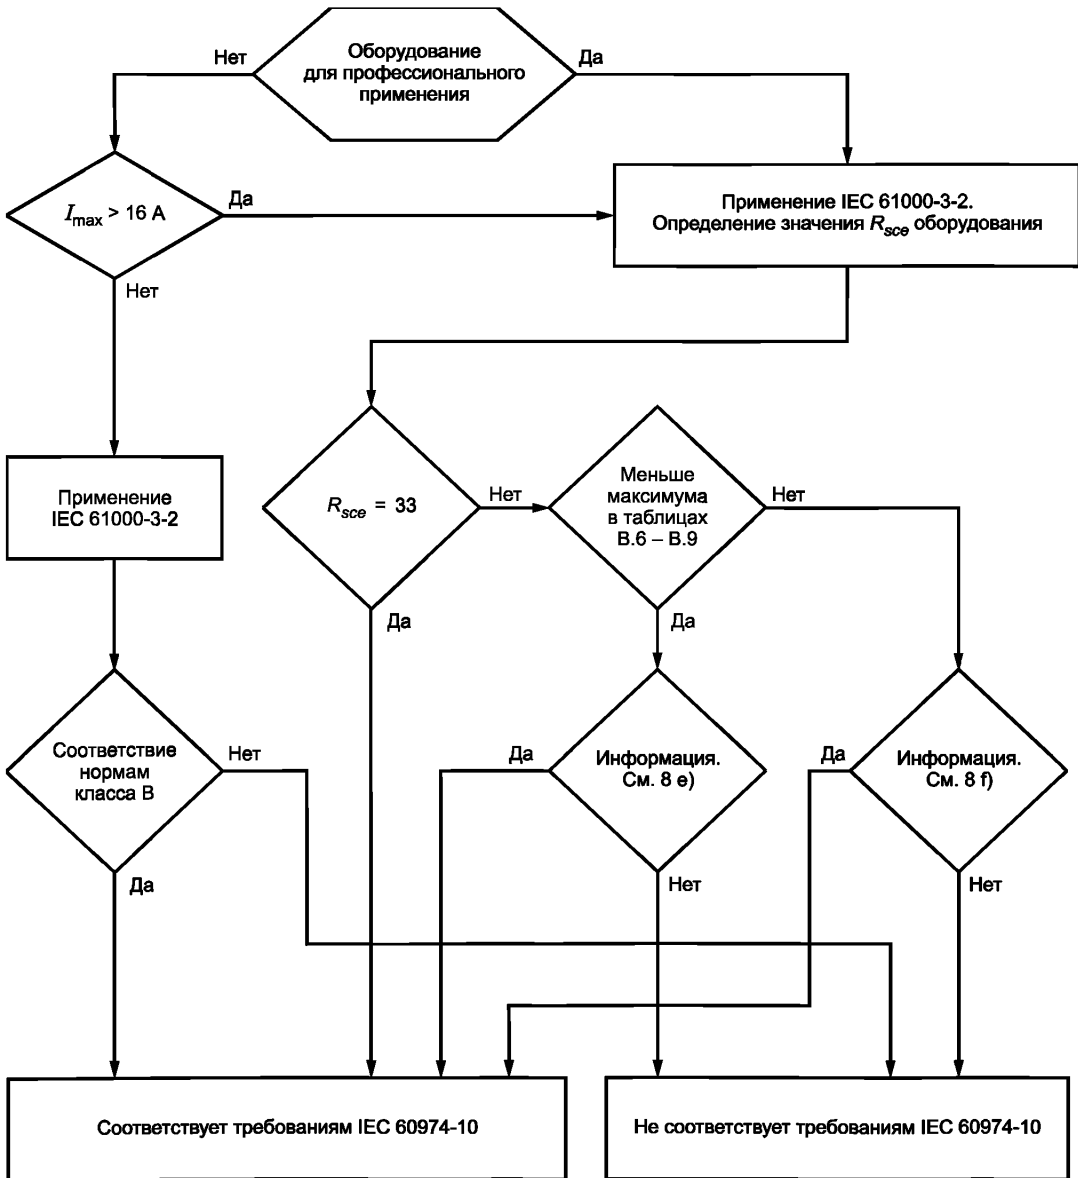 Оборудование
для профессионального
применения
Нет
Да
I max > 16 А
Да
Нет
Применение IEC 61000-3-2.
Определение значения R sce оборудования
Применение
IEC 61000-3-2
R sce = 33
Нет
Да
Меньше
максимума
в таблицах
В.6 – В.9
Нет
Да
Соответствие
нормам
класса В
Нет
Да
Информация.
См. 8 e)
Да
Нет
Информация.
См. 8 f)
Да
Нет
Соответствует требованиям IEC 60974-10
Не соответствует требованиям IEC 60974-10